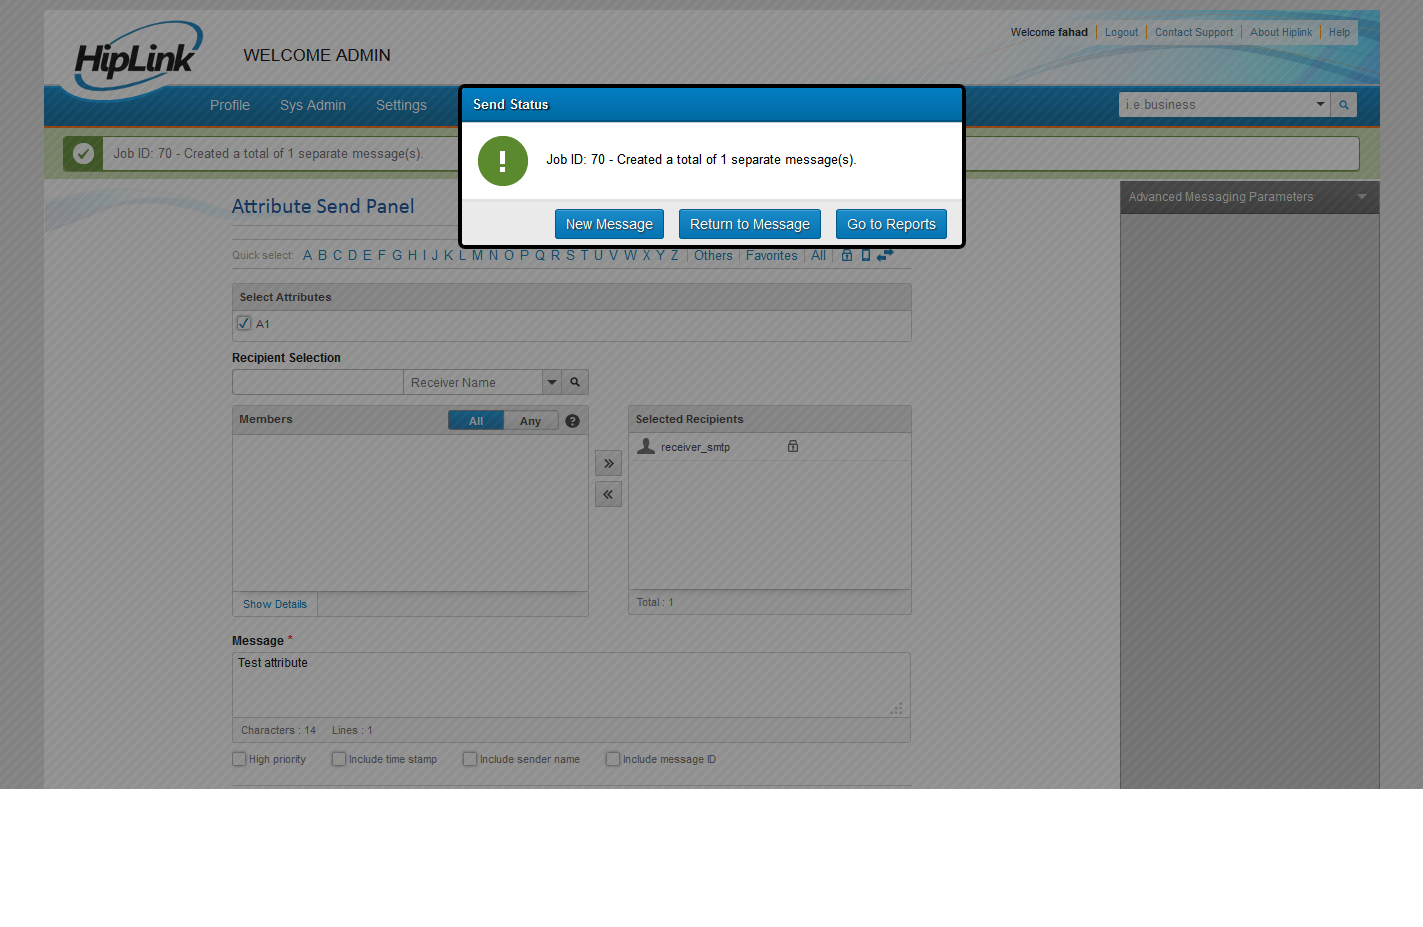 HipLink
WELCOME ADMIN
Welcome fahad Logout Contact Support About Hiplink Help
Profile Sys Admin Settings
i.e.business
Send Status
Job ID: 70 - Created a total of 1 separate message(s).
Job ID: 70 - Created a total of 1 separate message(s).
New Message Return to Message Go to Reports
Advanced Messaging Parameters
Attribute Send Panel
Quick select: A B C D E F G H I J K L M N O P Q R S T U V W X Y Z Others Favorites All
Select Attributes
A1
Recipient Selection
Receiver Name
Members All Any ?
Selected Recipients
receiver_smtp
Show Details
Total : 1
Message *
Test attribute
Characters : 14 Lines : 1
High priority Include time stamp Include sender name Include message ID